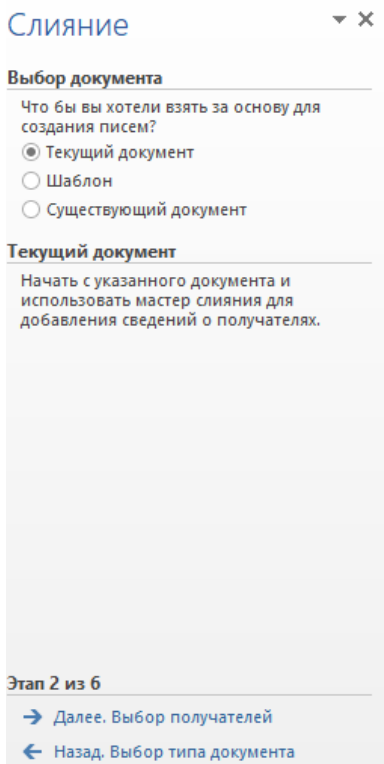 Слияние
Выбор документа
Что бы вы хотели взять за основу для
создания писем?
Текущий документ
Шаблон
Существующий документ
Текущий документ
Начать с указанного документа и
использовать мастер слияния для
добавления сведений о получателях.
Этап 2 из 6
Далее. Выбор получателей
Назад. Выбор типа документа